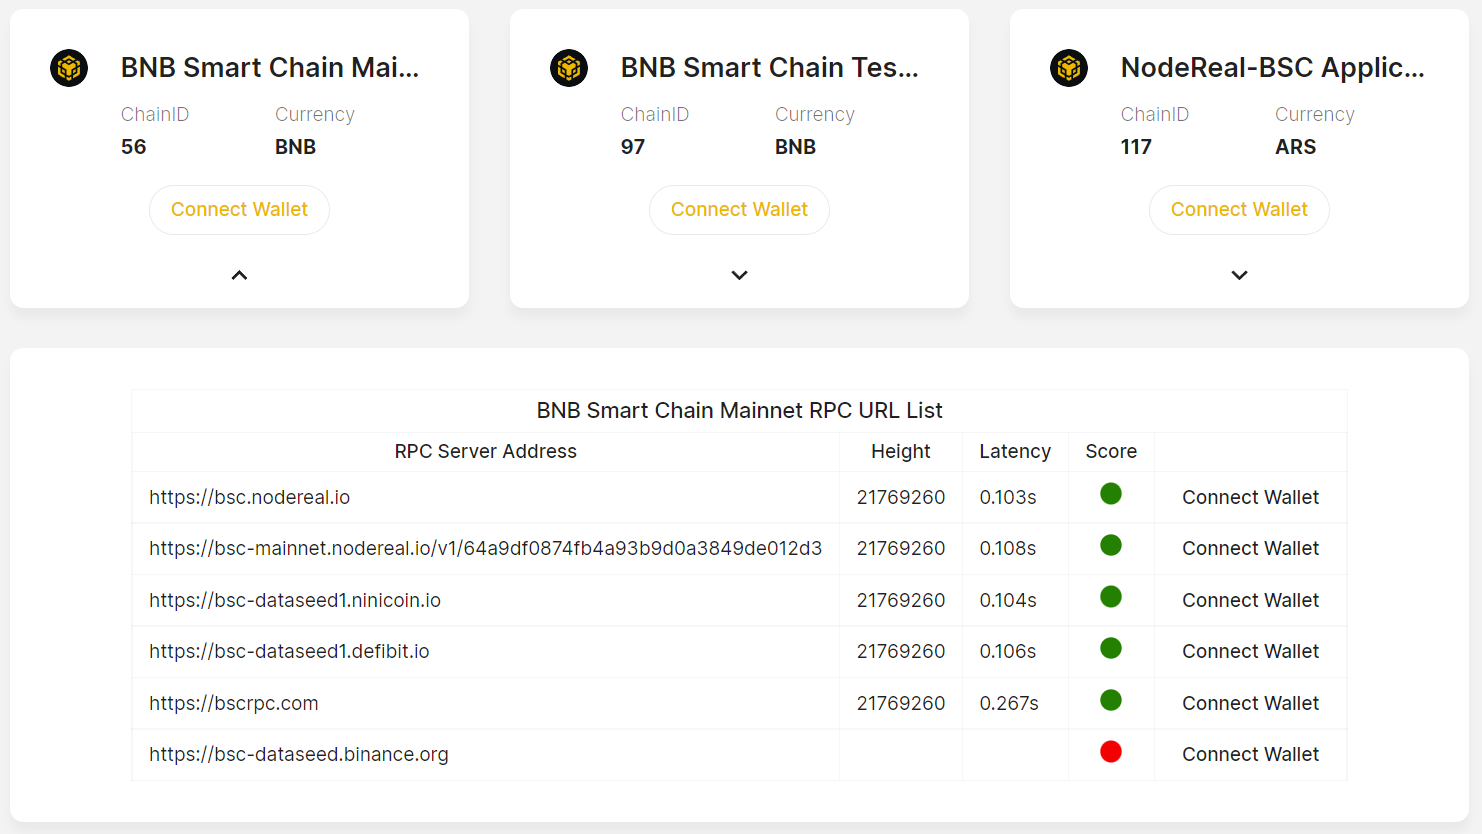 BNB Smart Chain Mai...
ChainID Currency
56 BNB
Connect Wallet
BNB Smart Chain Tes...
ChainID Currency
97 BNB
Connect Wallet
NodeReal-BSC Applic...
ChainID Currency
117 ARS
Connect Wallet
BNB Smart Chain Mainnet RPC URL List
RPC Server Address Height Latency Score
https://bsc.nodereal.io 21769260 0.103s Connect Wallet
https://bsc-mainnet.nodereal.io/v1/64a9df0874fb4a93b9d0a3849de012d3 21769260 0.108s Connect Wallet
https://bsc-dataseed1.ninicoin.io 21769260 0.104s Connect Wallet
https://bsc-dataseed1.defibit.io 21769260 0.106s Connect Wallet
https://bscrpc.com 21769260 0.267s Connect Wallet
https://bsc-dataseed.binance.org Connect Wallet